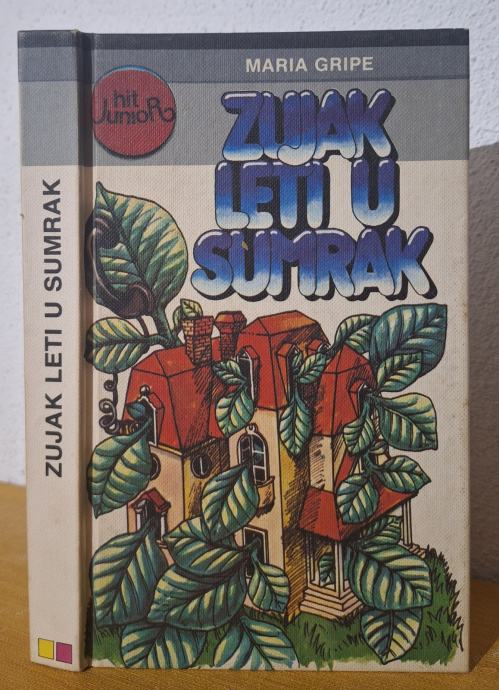 MARIA GRIPE
hit
JunioR
ZUJAK
LETI U
SUMRAK
ZUJAK LETI U SUMRAK